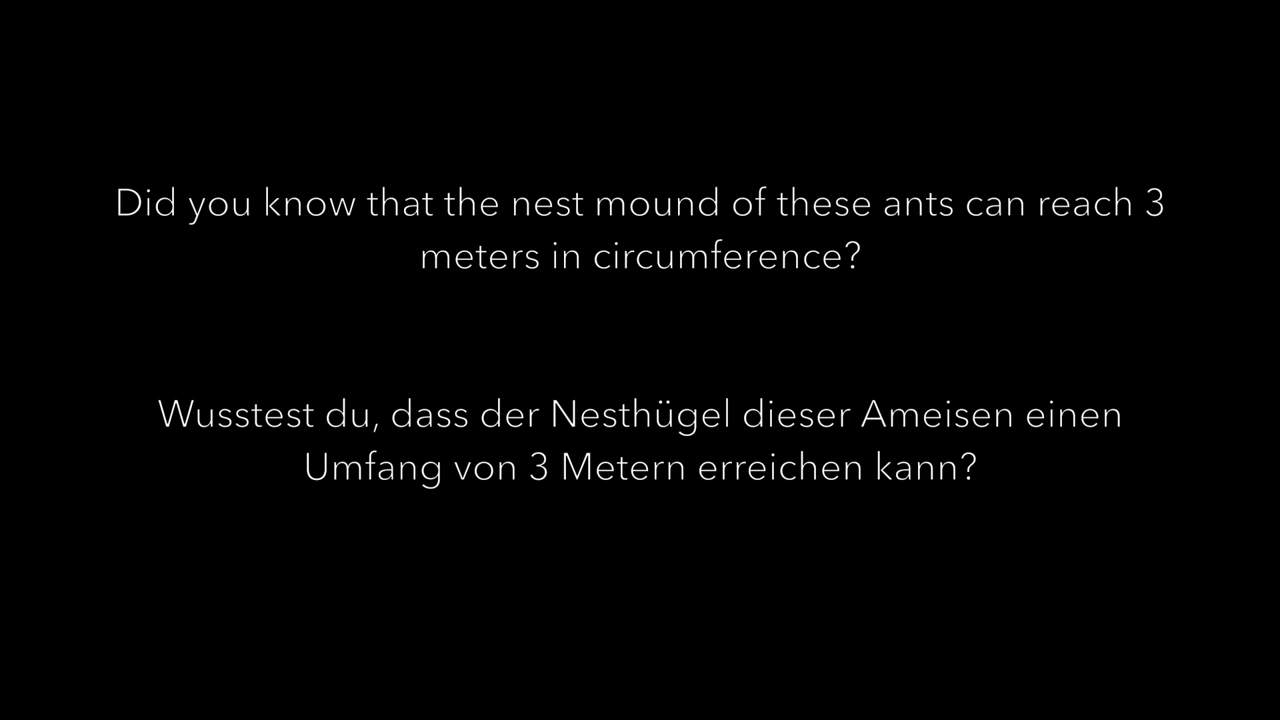 Did you know that the nest mound of these ants can reach 3
meters in circumference?
Wusstest du, dass der Nesthügel dieser Ameisen einen
Umfang von 3 Metern erreichen kann?